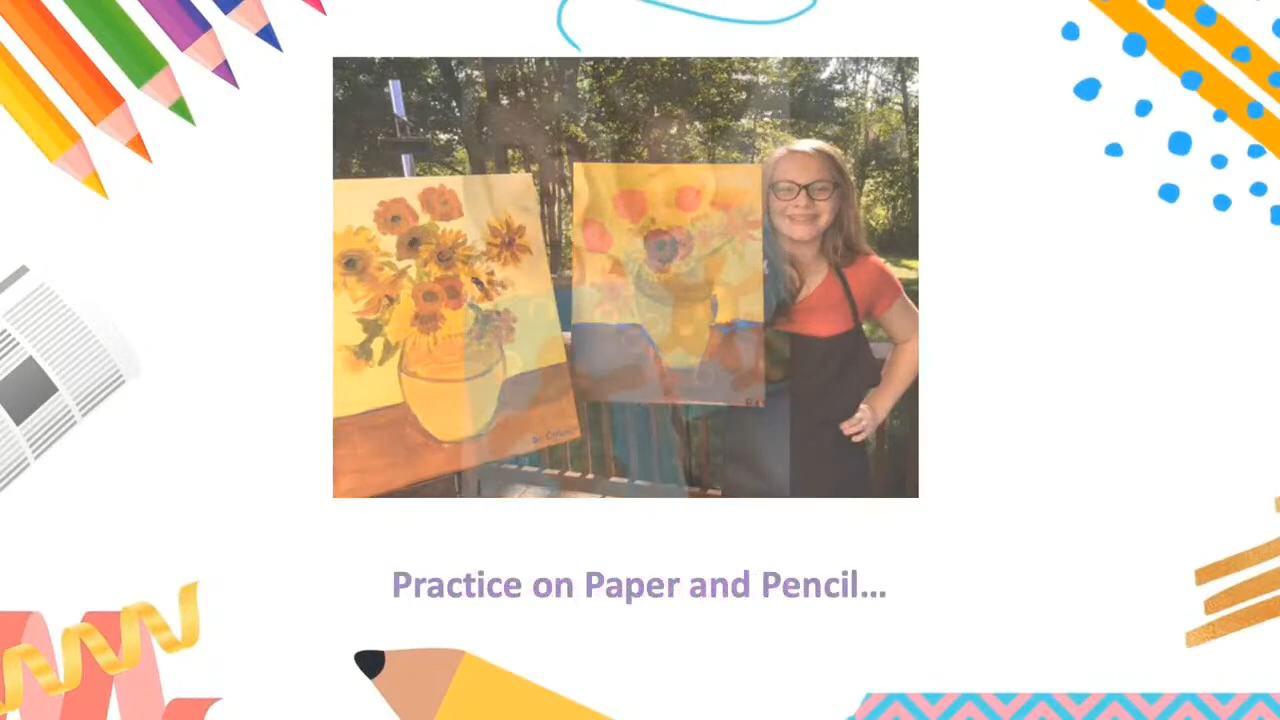 Practice on Paper and Pencil…